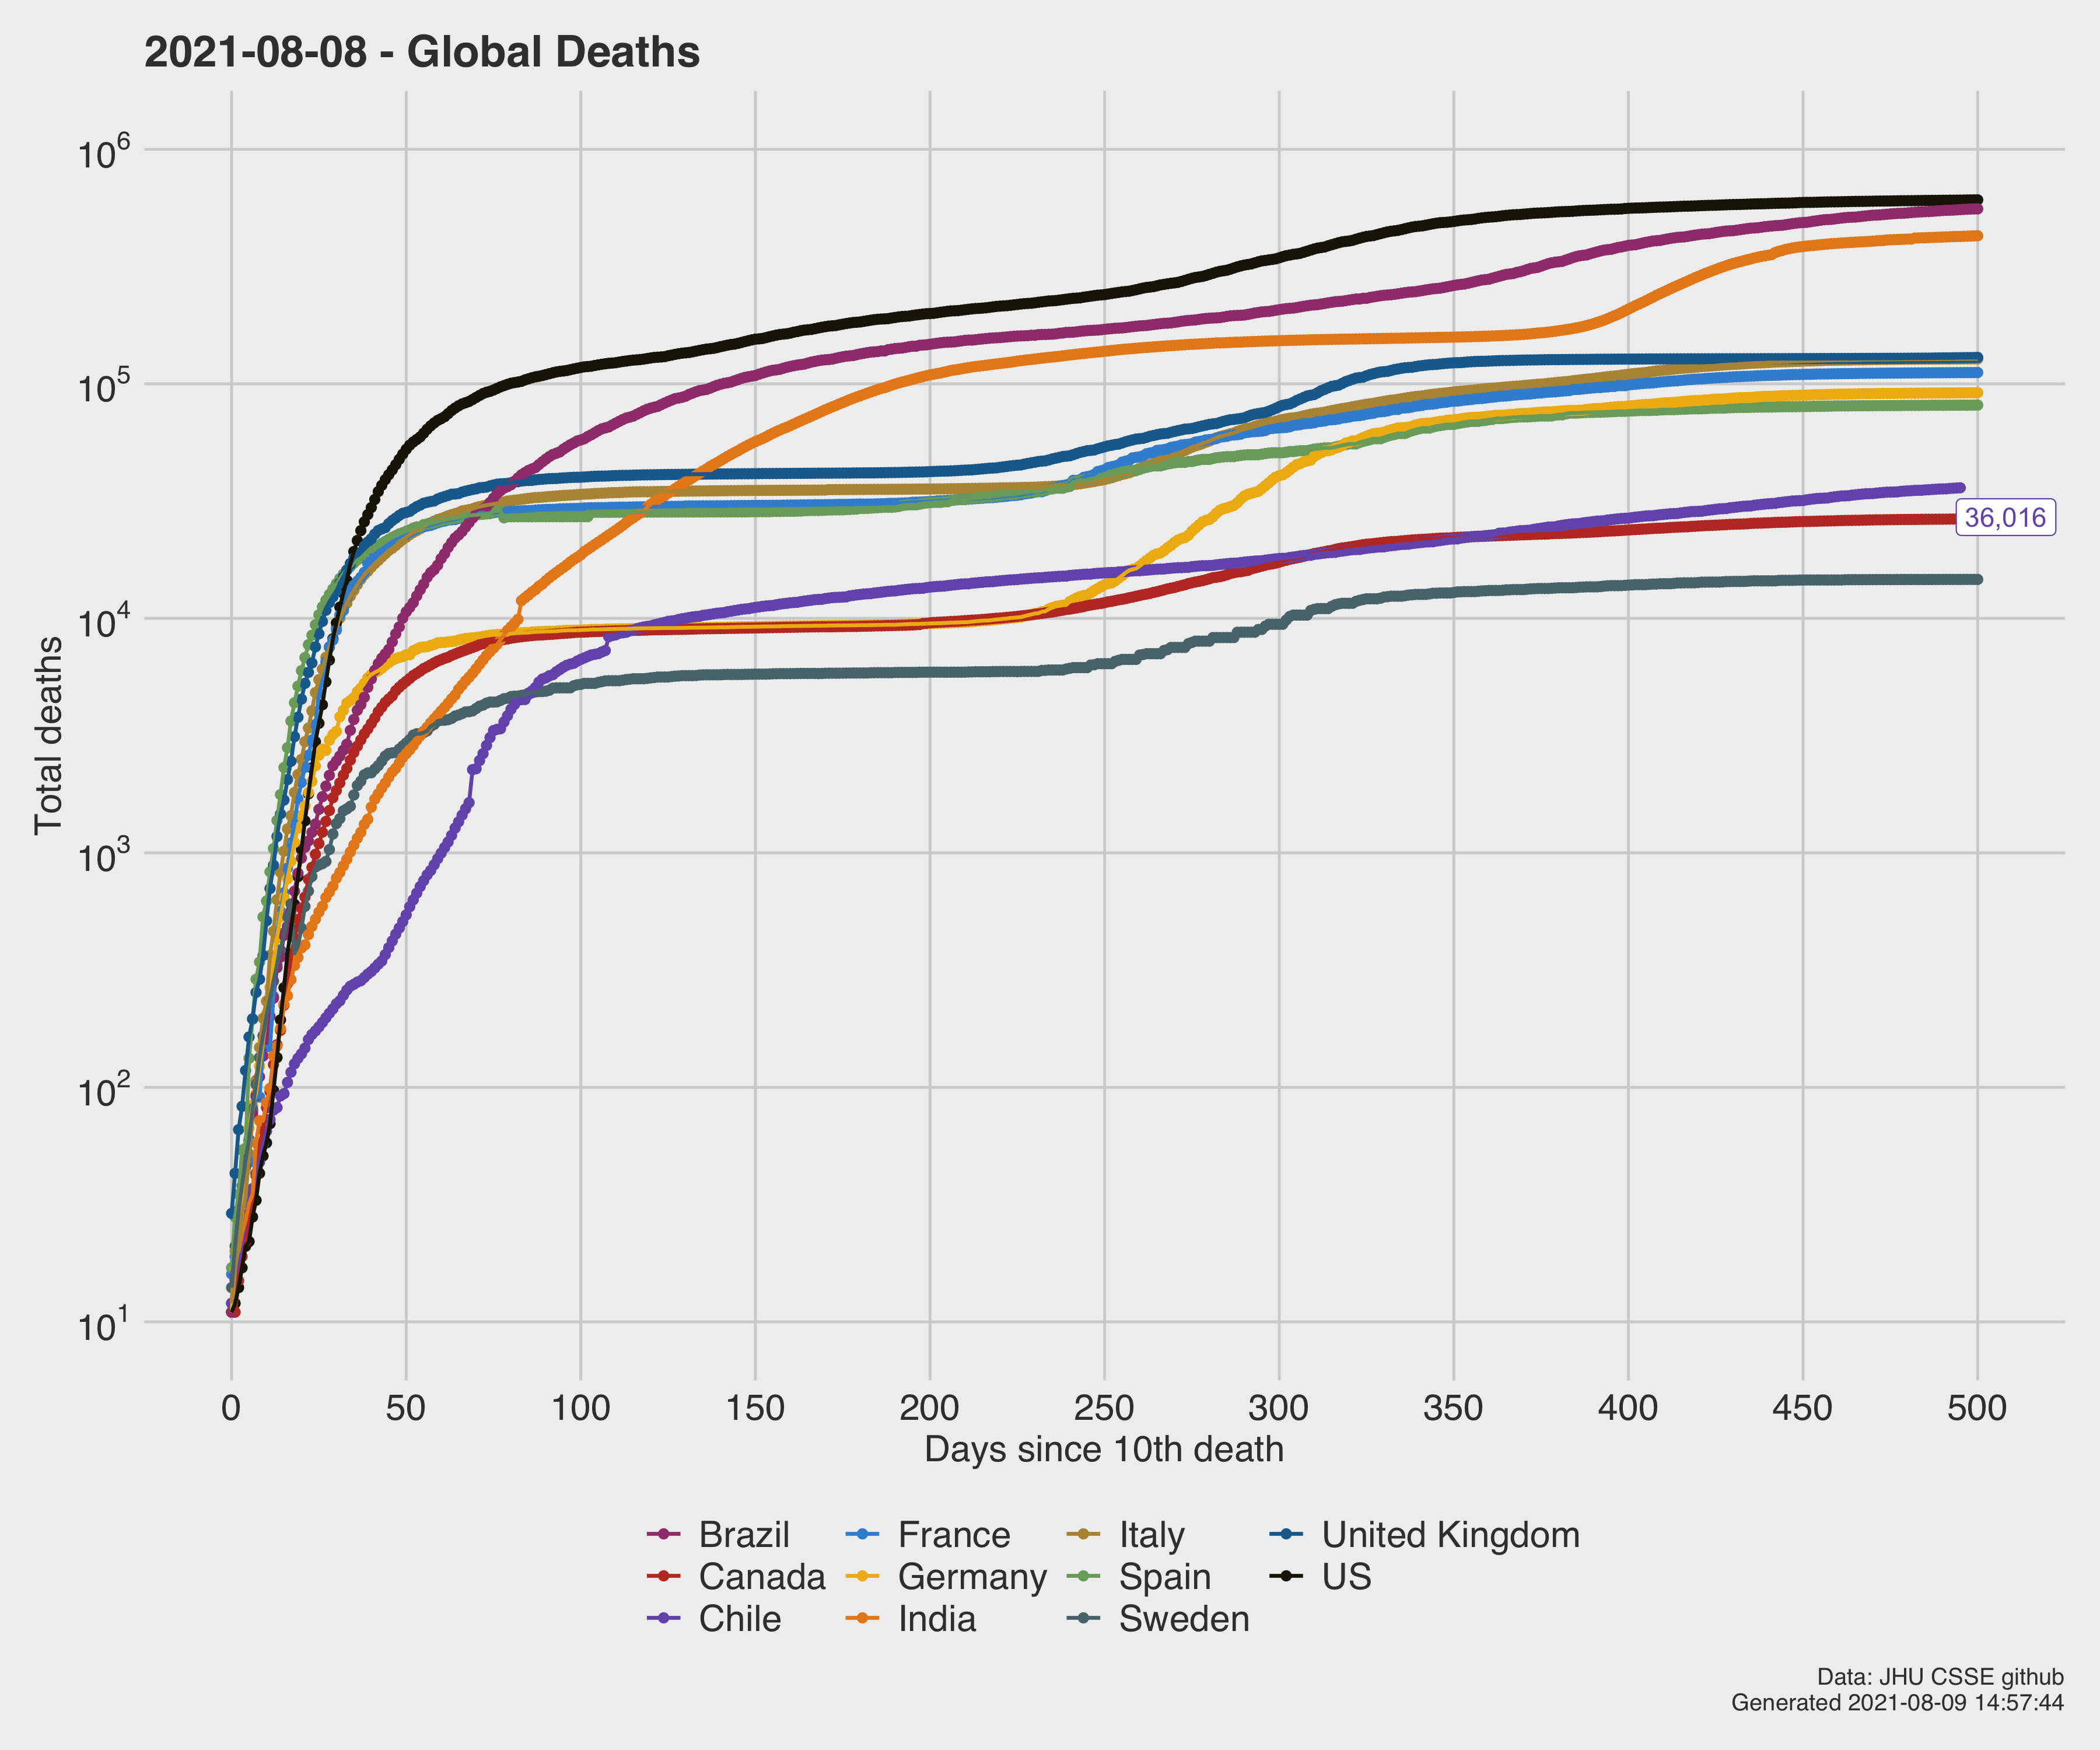 2021-08-08 - Global Deaths
Total deaths
10^6
10^5
10^4
10^3
10^2
10^1
36,016
0 50 100 150 200 250 300 350 400 450 500
Days since 10th death
Brazil France Italy United Kingdom
Canada Germany Spain US
Chile India Sweden
Data: JHU CSSE github
Generated 2021-08-09 14:57:44